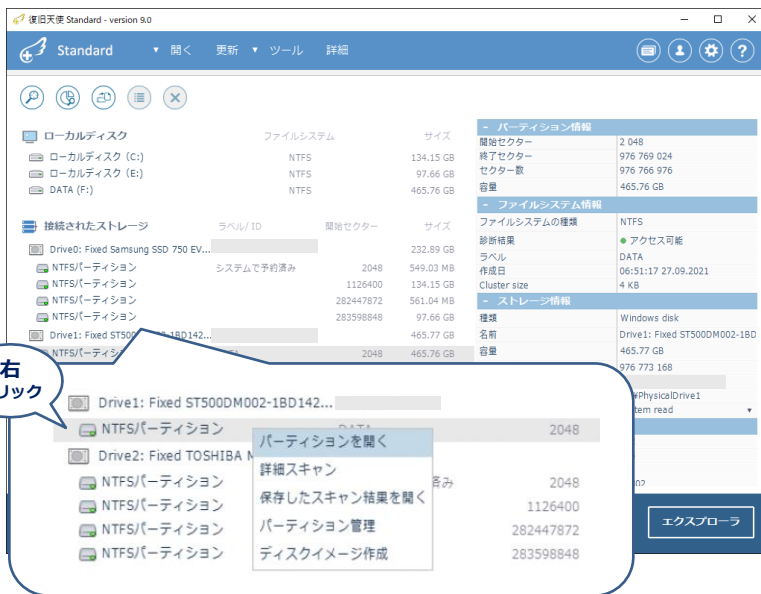 復旧天使 Standard - version 9.0
Standard ▼ 開く 更新 ▼ ツール 詳細
ローカルディスク ファイルシステム サイズ
ローカルディスク (C:) NTFS 134.15 GB
ローカルディスク (E:) NTFS 97.66 GB
DATA (F:) NTFS 465.76 GB
接続されたストレージ ラベル/ ID 開始セクター サイズ
Drive0: Fixed Samsung SSD 750 EV... 232.89 GB
NTFSパーティション システムで予約済み 2048 549.03 MB
NTFSパーティション 1126400 134.15 GB
NTFSパーティション 282447872 561.04 MB
NTFSパーティション 283598848 97.66 GB
Drive1: Fixed ST500 -1BD142... 465.77 GB
NTFSパーティシ 2048 465.76 GB
- パーティション情報
開始セクター 2 048
終了セクター 976 769 024
セクター数 976 766 976
容量 465.76 GB
- ファイルシステム情報
ファイルシステムの種類 NTFS
診断結果 ● アクセス可能
ラベル DATA
作成日 06:51:17 27.09.2021
Cluster size 4 KB
- ストレージ情報
種類 Windows disk
名前 Drive1: Fixed ST500DM002-1BD
容量 465.77 GB
976 773 168
PhysicalDrive1
tem read ▼
02
エクスプローラ
右
リック
Drive1: Fixed ST500DM002-1BD142...
NTFSパーティション DATA 2048
Drive2: Fixed TOSHIBA M
NTFSパーティション 済み 2048
NTFSパーティション 1126400
NTFSパーティション 282447872
NTFSパーティション 283598848
パーティションを開く
詳細スキャン
保存したスキャン結果を開く
パーティション管理
ディスクイメージ作成